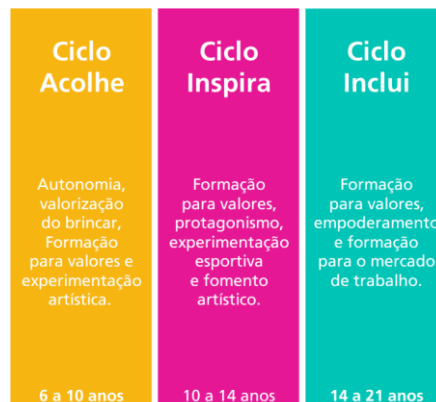 Ciclo
Acolhe
Autonomia,
valorização
do brincar,
Formação
para valores e
experimentação
artística.
6 a 10 anos
Ciclo
Inspira
Formação
para valores,
protagonismo,
experimentação
esportiva
e fomento
artístico.
10 a 14 anos
Ciclo
Inclui
Formação
para valores,
empoderamento
e formação
para o mercado
de trabalho.
14 a 21 anos